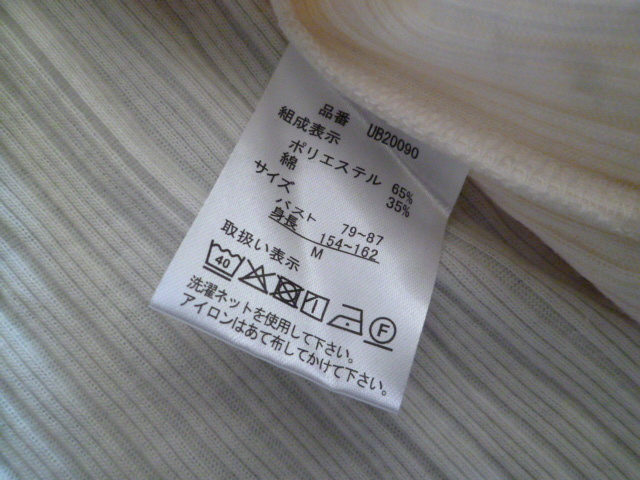 品番 UB20090
組成表示
ポリエステル 65%
綿 35%
サイズ
バスト 79~87
身長 154~162
M
取扱い表示
40
F
洗濯ネットを使用して下さい。
アイロンはあて布してかけて下さい。